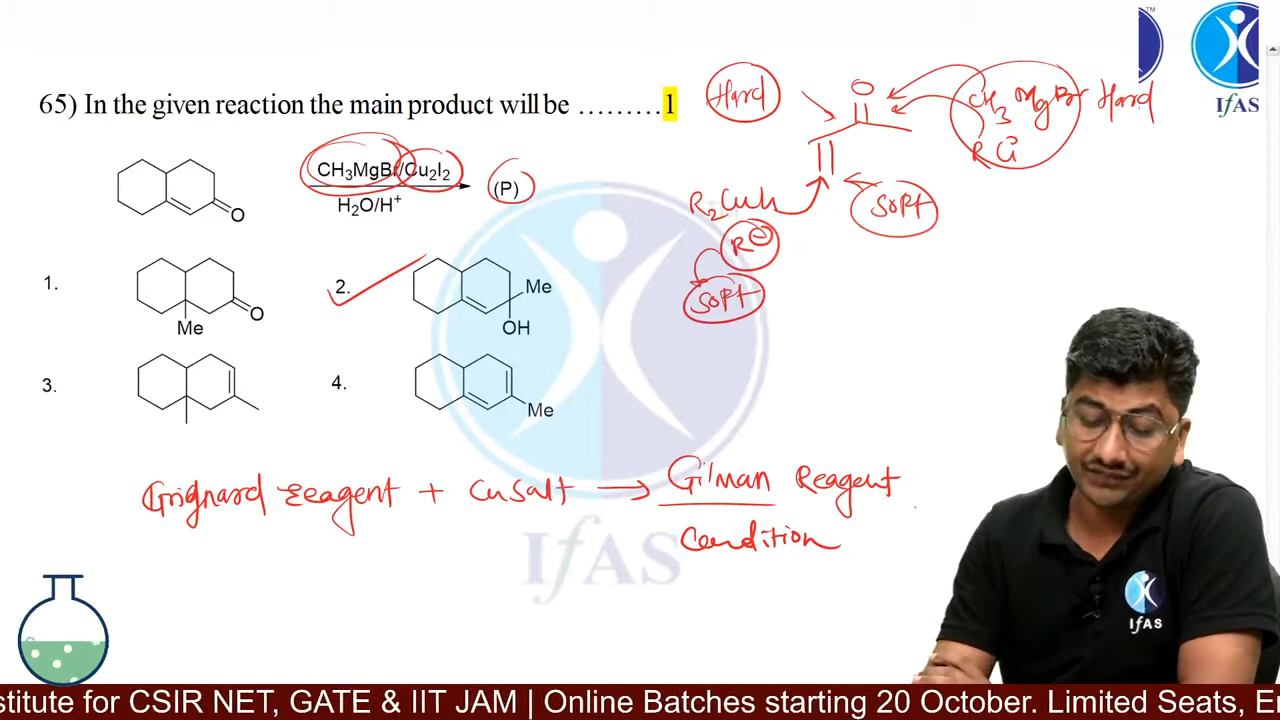 65) In the given reaction the main product will be ………1
CH3MgBr/Cu2I2
H2O/H+
(P)
O
1.
O
Me
2.
Me
OH
3.
4.
Me
Hard
O
CH3MgBr Hard
R2CuLi
R⊖
Soft
Soft
Grignard reagent + Cu Salt → Gilman Reagent
Condition
IfAS
IfAS
IfAS
stitute for CSIR NET, GATE & IIT JAM | Online Batches starting 20 October. Limited Seats, E